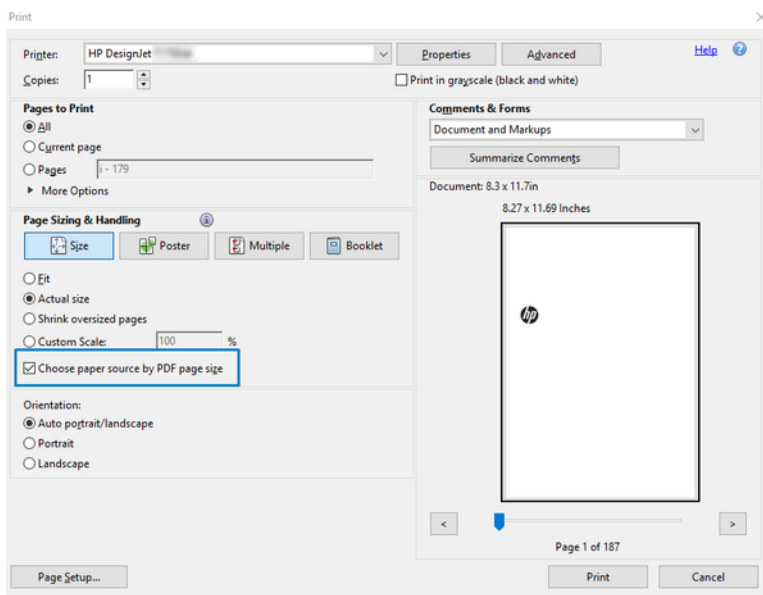 Print
Printer: HP DesignJet
Properties
Advanced
Help
Copies: 1
Print in grayscale (black and white)
Pages to Print
All
Current page
Pages i - 179
More Options
Comments & Forms
Document and Markups
Summarize Comments
Page Sizing & Handling
Size
Poster
Multiple
Booklet
Fit
Actual size
Shrink oversized pages
Custom Scale: 100 %
Choose paper source by PDF page size
Orientation:
Auto portrait/landscape
Portrait
Landscape
Document: 8.3 x 11.7in
8.27 x 11.69 Inches
hp
<
>
Page 1 of 187
Page Setup...
Print
Cancel